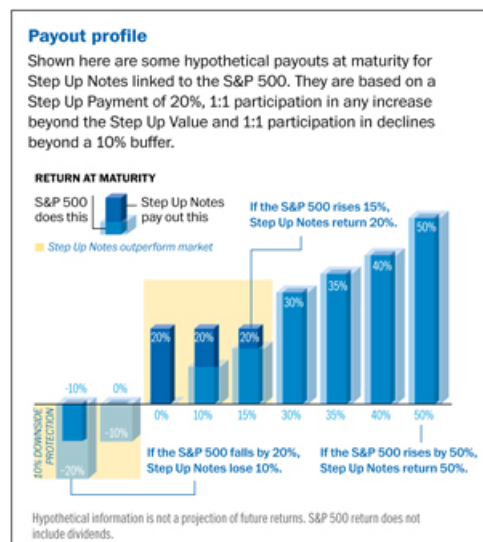 Payout profile
Shown here are some hypothetical payouts at maturity for
Step Up Notes linked to the S&P 500. They are based on a
Step Up Payment of 20%, 1:1 participation in any increase
beyond the Step Up Value and 1:1 participation in declines
beyond a 10% buffer.
RETURN AT MATURITY
S&P 500
does this
Step Up Notes
pay out this
Step Up Notes outperform market
If the S&P 500 rises 15%,
Step Up Notes return 20%.
50%
40%
35%
30%
20% 20% 20%
-10% 0%
0% 10% 15% 30% 35% 40% 50%
10% DOWNSIDE
PROTECTION
-10%
-20%
If the S&P 500 falls by 20%,
Step Up Notes lose 10%.
If the S&P 500 rises by 50%,
Step Up Notes return 50%.
Hypothetical information is not a projection of future returns. S&P 500 return does not
include dividends.